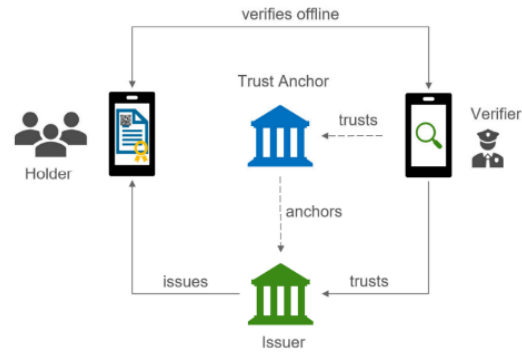 verifies offline
Trust Anchor
trusts
Verifier
Holder
anchors
issues
trusts
Issuer